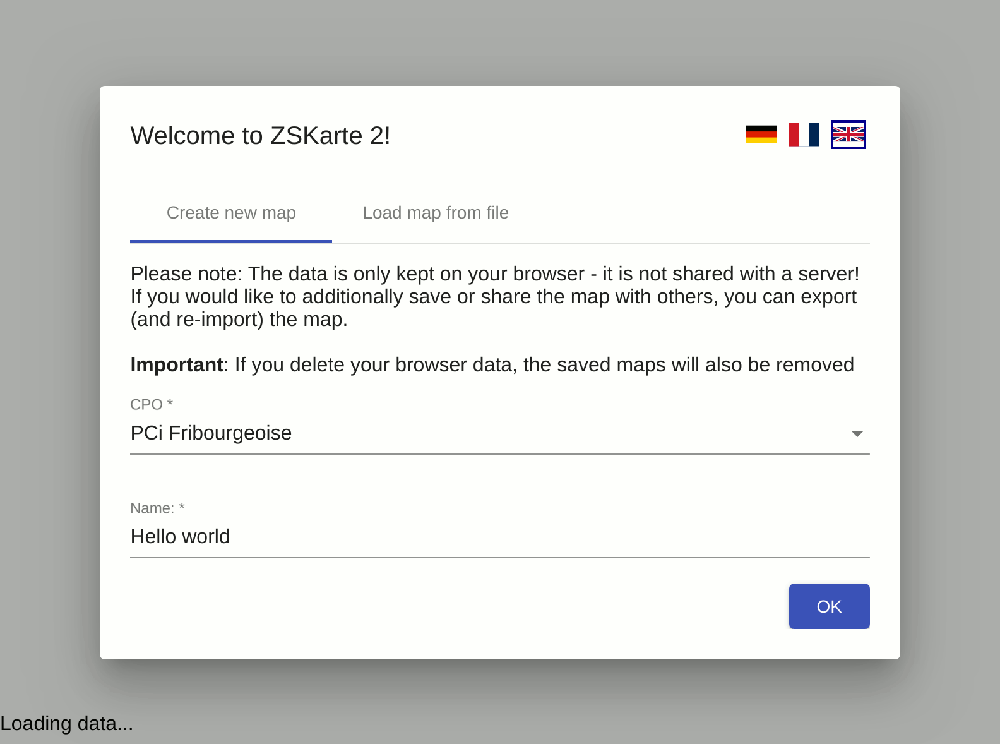 Welcome to ZSKarte 2!
Create new map
Load map from file
Please note: The data is only kept on your browser - it is not shared with a server!
If you would like to additionally save or share the map with others, you can export
(and re-import) the map.
Important: If you delete your browser data, the saved maps will also be removed
CPO *
PCi Fribourgeoise
Name: *
Hello world
OK
Loading data...